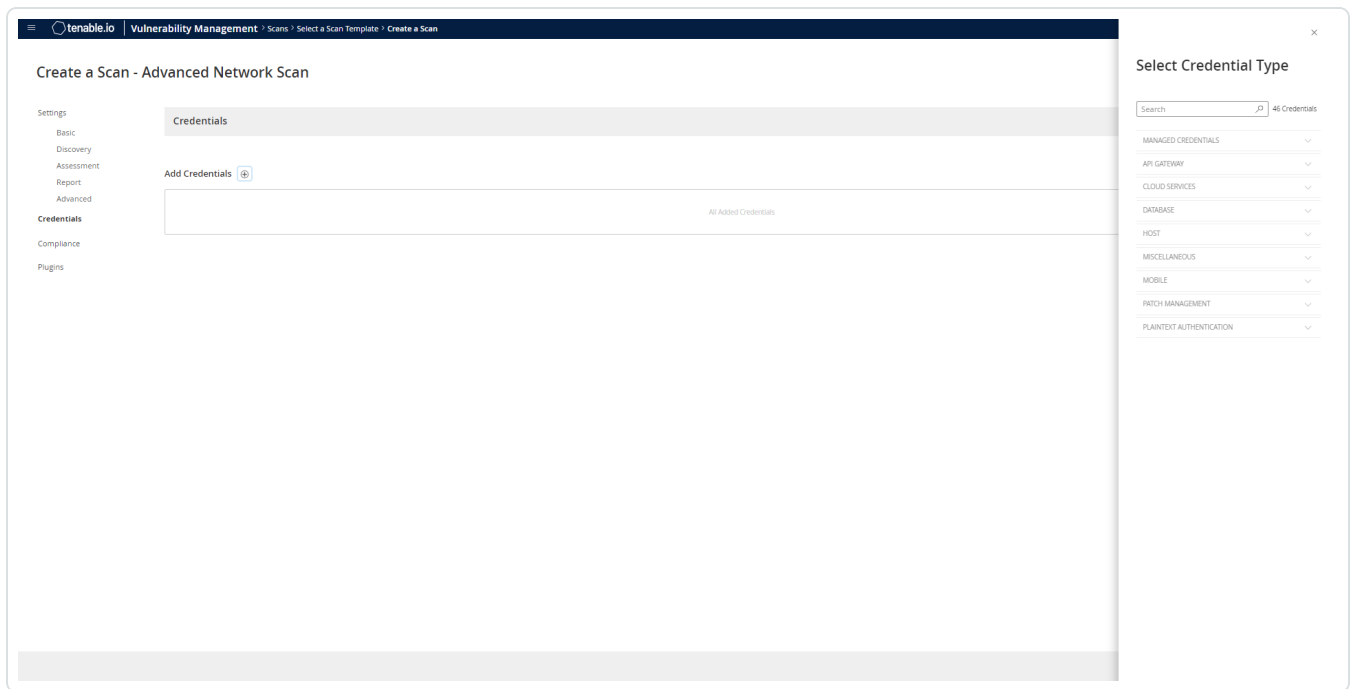 tenable.io Vulnerability Management > Scans > Select a Scan Template > Create a Scan
Create a Scan - Advanced Network Scan
Settings
Basic
Discovery
Assessment
Report
Advanced
Credentials
Compliance
Plugins
Credentials
Add Credentials
All Added Credentials
Select Credential Type
Search 46 Credentials
MANAGED CREDENTIALS
API GATEWAY
CLOUD SERVICES
DATABASE
HOST
MISCELLANEOUS
MOBILE
PATCH MANAGEMENT
PLAINTEXT AUTHENTICATION